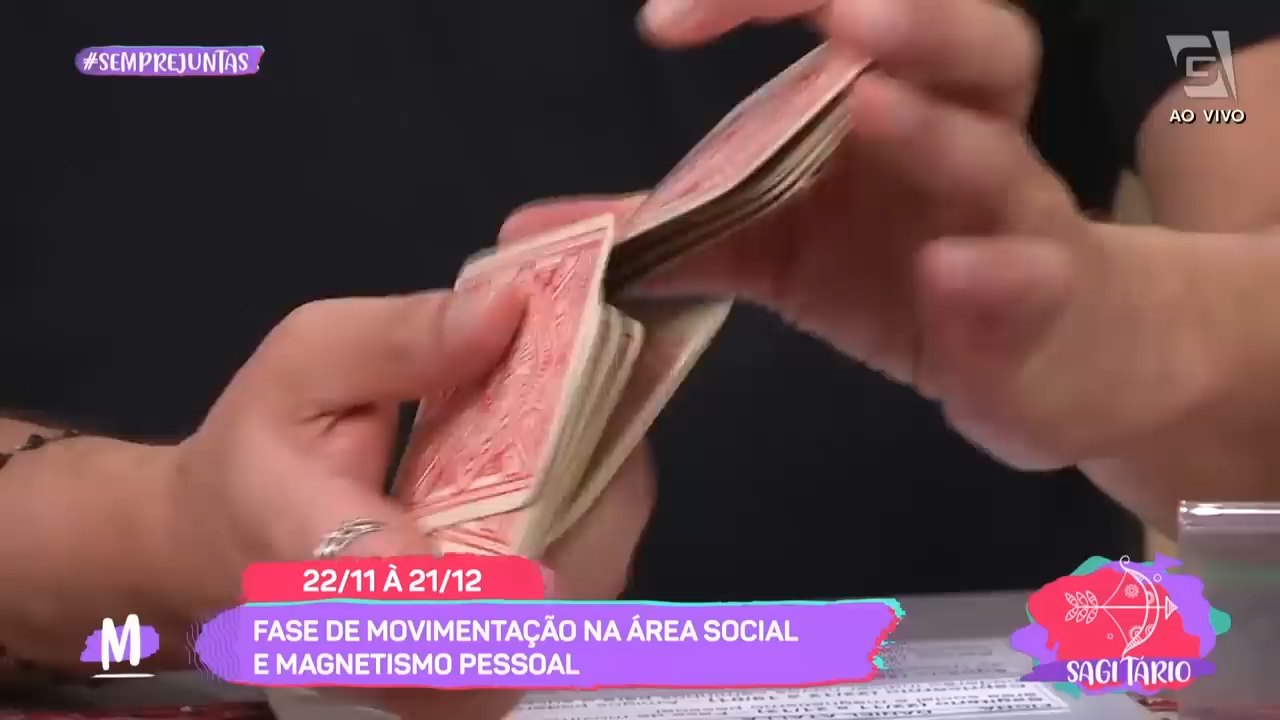 #SEMPREJUNTAS
AO VIVO
22/11 À 21/12
M
FASE DE MOVIMENTAÇÃO NA ÁREA SOCIAL
E MAGNETISMO PESSOAL
SAGITÁRIO